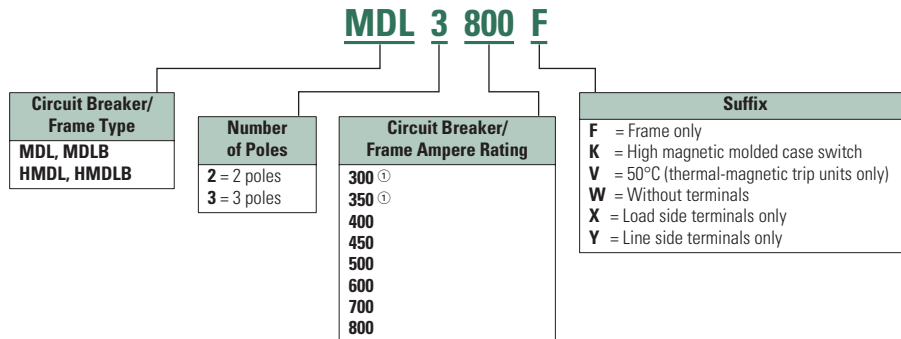 MDL 3 800 F
Circuit Breaker/
Frame Type
MDL, MDLB
HMDL, HMDLB
Number
of Poles
2 = 2 poles
3 = 3 poles
Circuit Breaker/
Frame Ampere Rating
300 ①
350 ①
400
450
500
600
700
800
Suffix
F = Frame only
K = High magnetic molded case switch
V = 50°C (thermal-magnetic trip units only)
W = Without terminals
X = Load side terminals only
Y = Line side terminals only